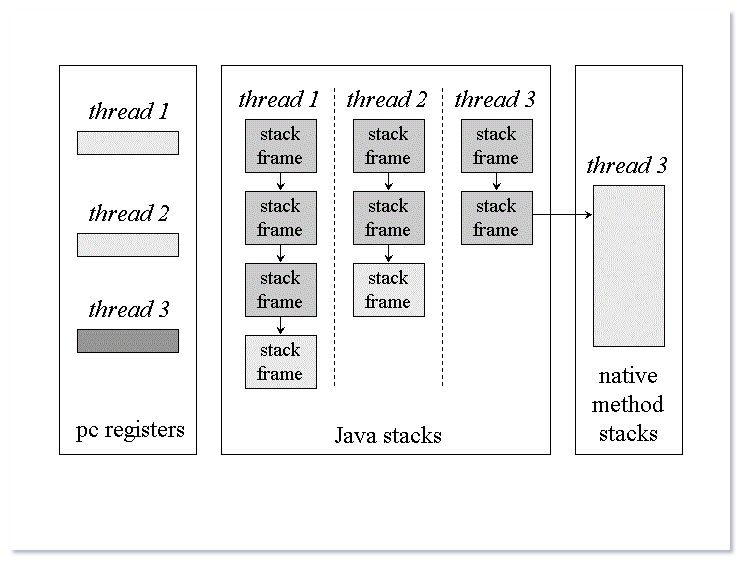 thread 1
thread 2
thread 3
pc registers
thread 1
stack
frame
stack
frame
stack
frame
stack
frame
thread 2
stack
frame
stack
frame
stack
frame
thread 3
stack
frame
stack
frame
Java stacks
thread 3
native
method
stacks